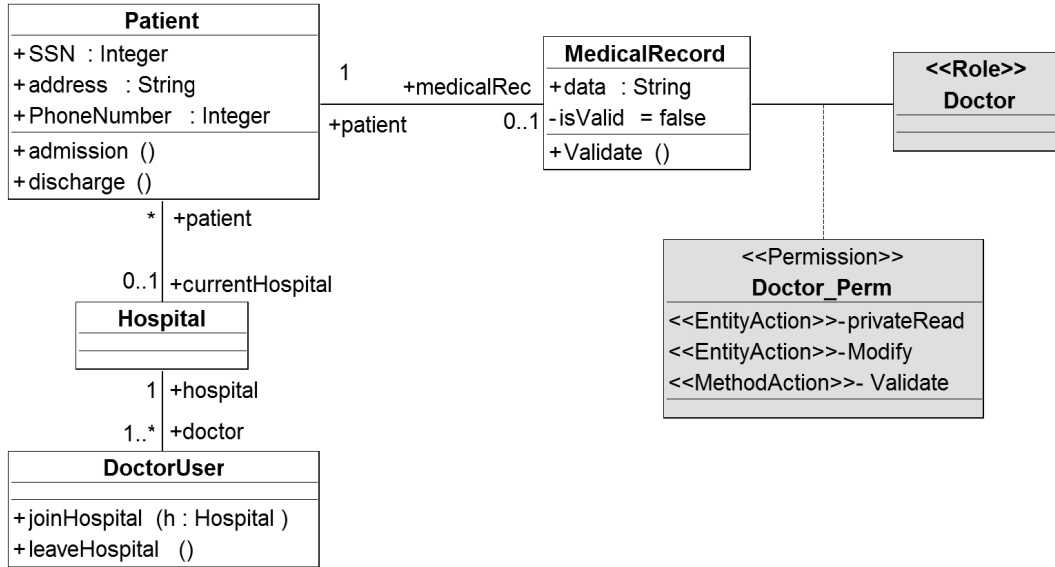 Patient
+SSN : Integer
+address : String
+PhoneNumber : Integer
+admission ()
+discharge ()
1
+patient
+medicalRec
0..1
MedicalRecord
+data : String
-isValid = false
+Validate ()
<<Role>>
Doctor
<<Permission>>
Doctor_Perm
<<EntityAction>>-privateRead
<<EntityAction>>-Modify
<<MethodAction>>- Validate
* +patient
0..1 +currentHospital
Hospital
1 +hospital
1..* +doctor
DoctorUser
+joinHospital (h : Hospital )
+leaveHospital ()